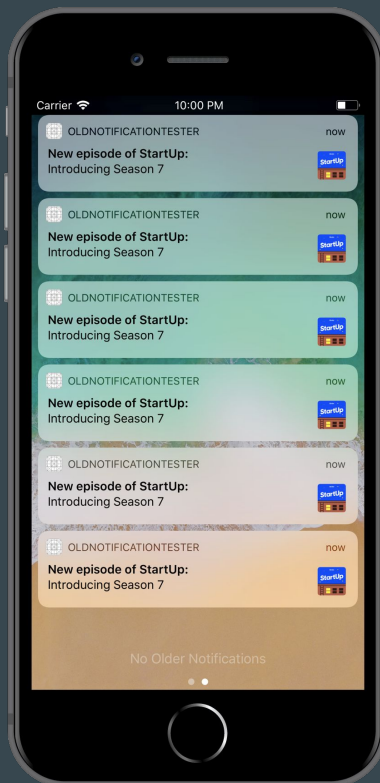 Carrier 10:00 PM
OLDNOTIFICATIONTESTER now
New episode of StartUp:
Introducing Season 7
StartUp
OLDNOTIFICATIONTESTER now
New episode of StartUp:
Introducing Season 7
StartUp
OLDNOTIFICATIONTESTER now
New episode of StartUp:
Introducing Season 7
StartUp
OLDNOTIFICATIONTESTER now
New episode of StartUp:
Introducing Season 7
StartUp
OLDNOTIFICATIONTESTER now
New episode of StartUp:
Introducing Season 7
StartUp
OLDNOTIFICATIONTESTER now
New episode of StartUp:
Introducing Season 7
StartUp
No Older Notifications